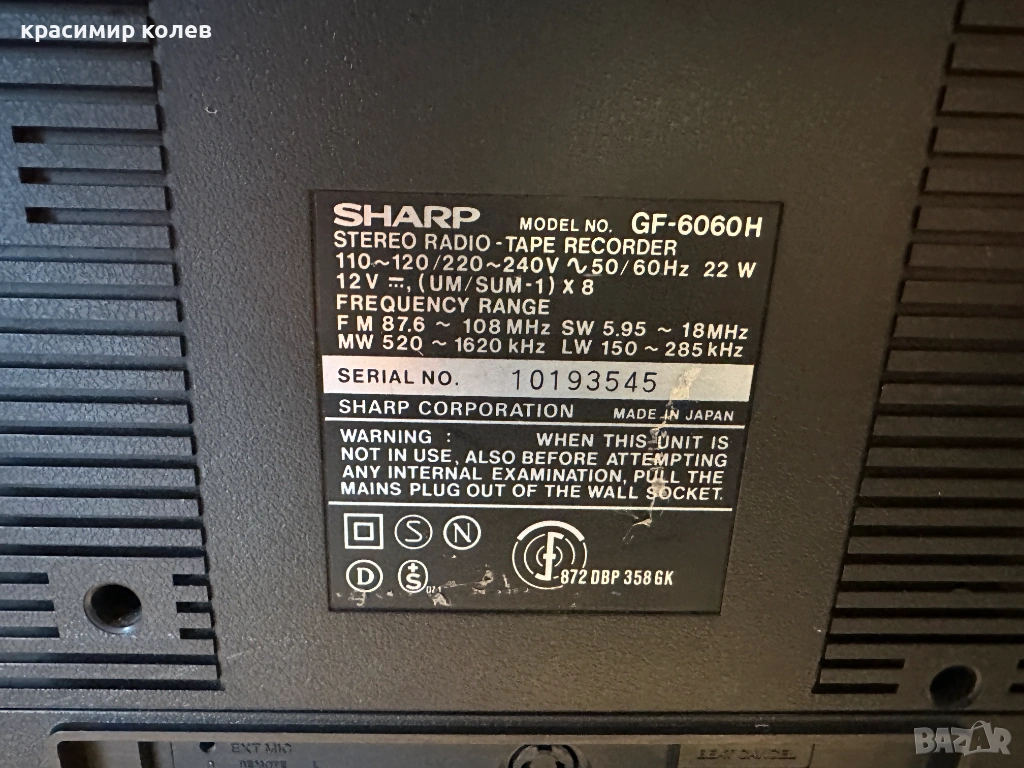 красимир колев
SHARP MODEL NO. GF-6060H
STEREO RADIO-TAPE RECORDER
110~120/220~240V ∿ 50/60Hz 22 W
12V ⎓, (UM/SUM-1) X 8
FREQUENCY RANGE
FM 87.6 ~ 108 MHz SW 5.95 ~ 18MHz
MW 520 ~ 1620 kHz LW 150 ~ 285 kHz
SERIAL NO. 10193545
SHARP CORPORATION MADE IN JAPAN
WARNING : WHEN THIS UNIT IS
NOT IN USE, ALSO BEFORE ATTEMPTING
ANY INTERNAL EXAMINATION, PULL THE
MAINS PLUG OUT OF THE WALL SOCKET.
S N
D S
872 DBP 358 GK
EXT MIC
REMOTE L
BEAT CANCEL
BAZAR